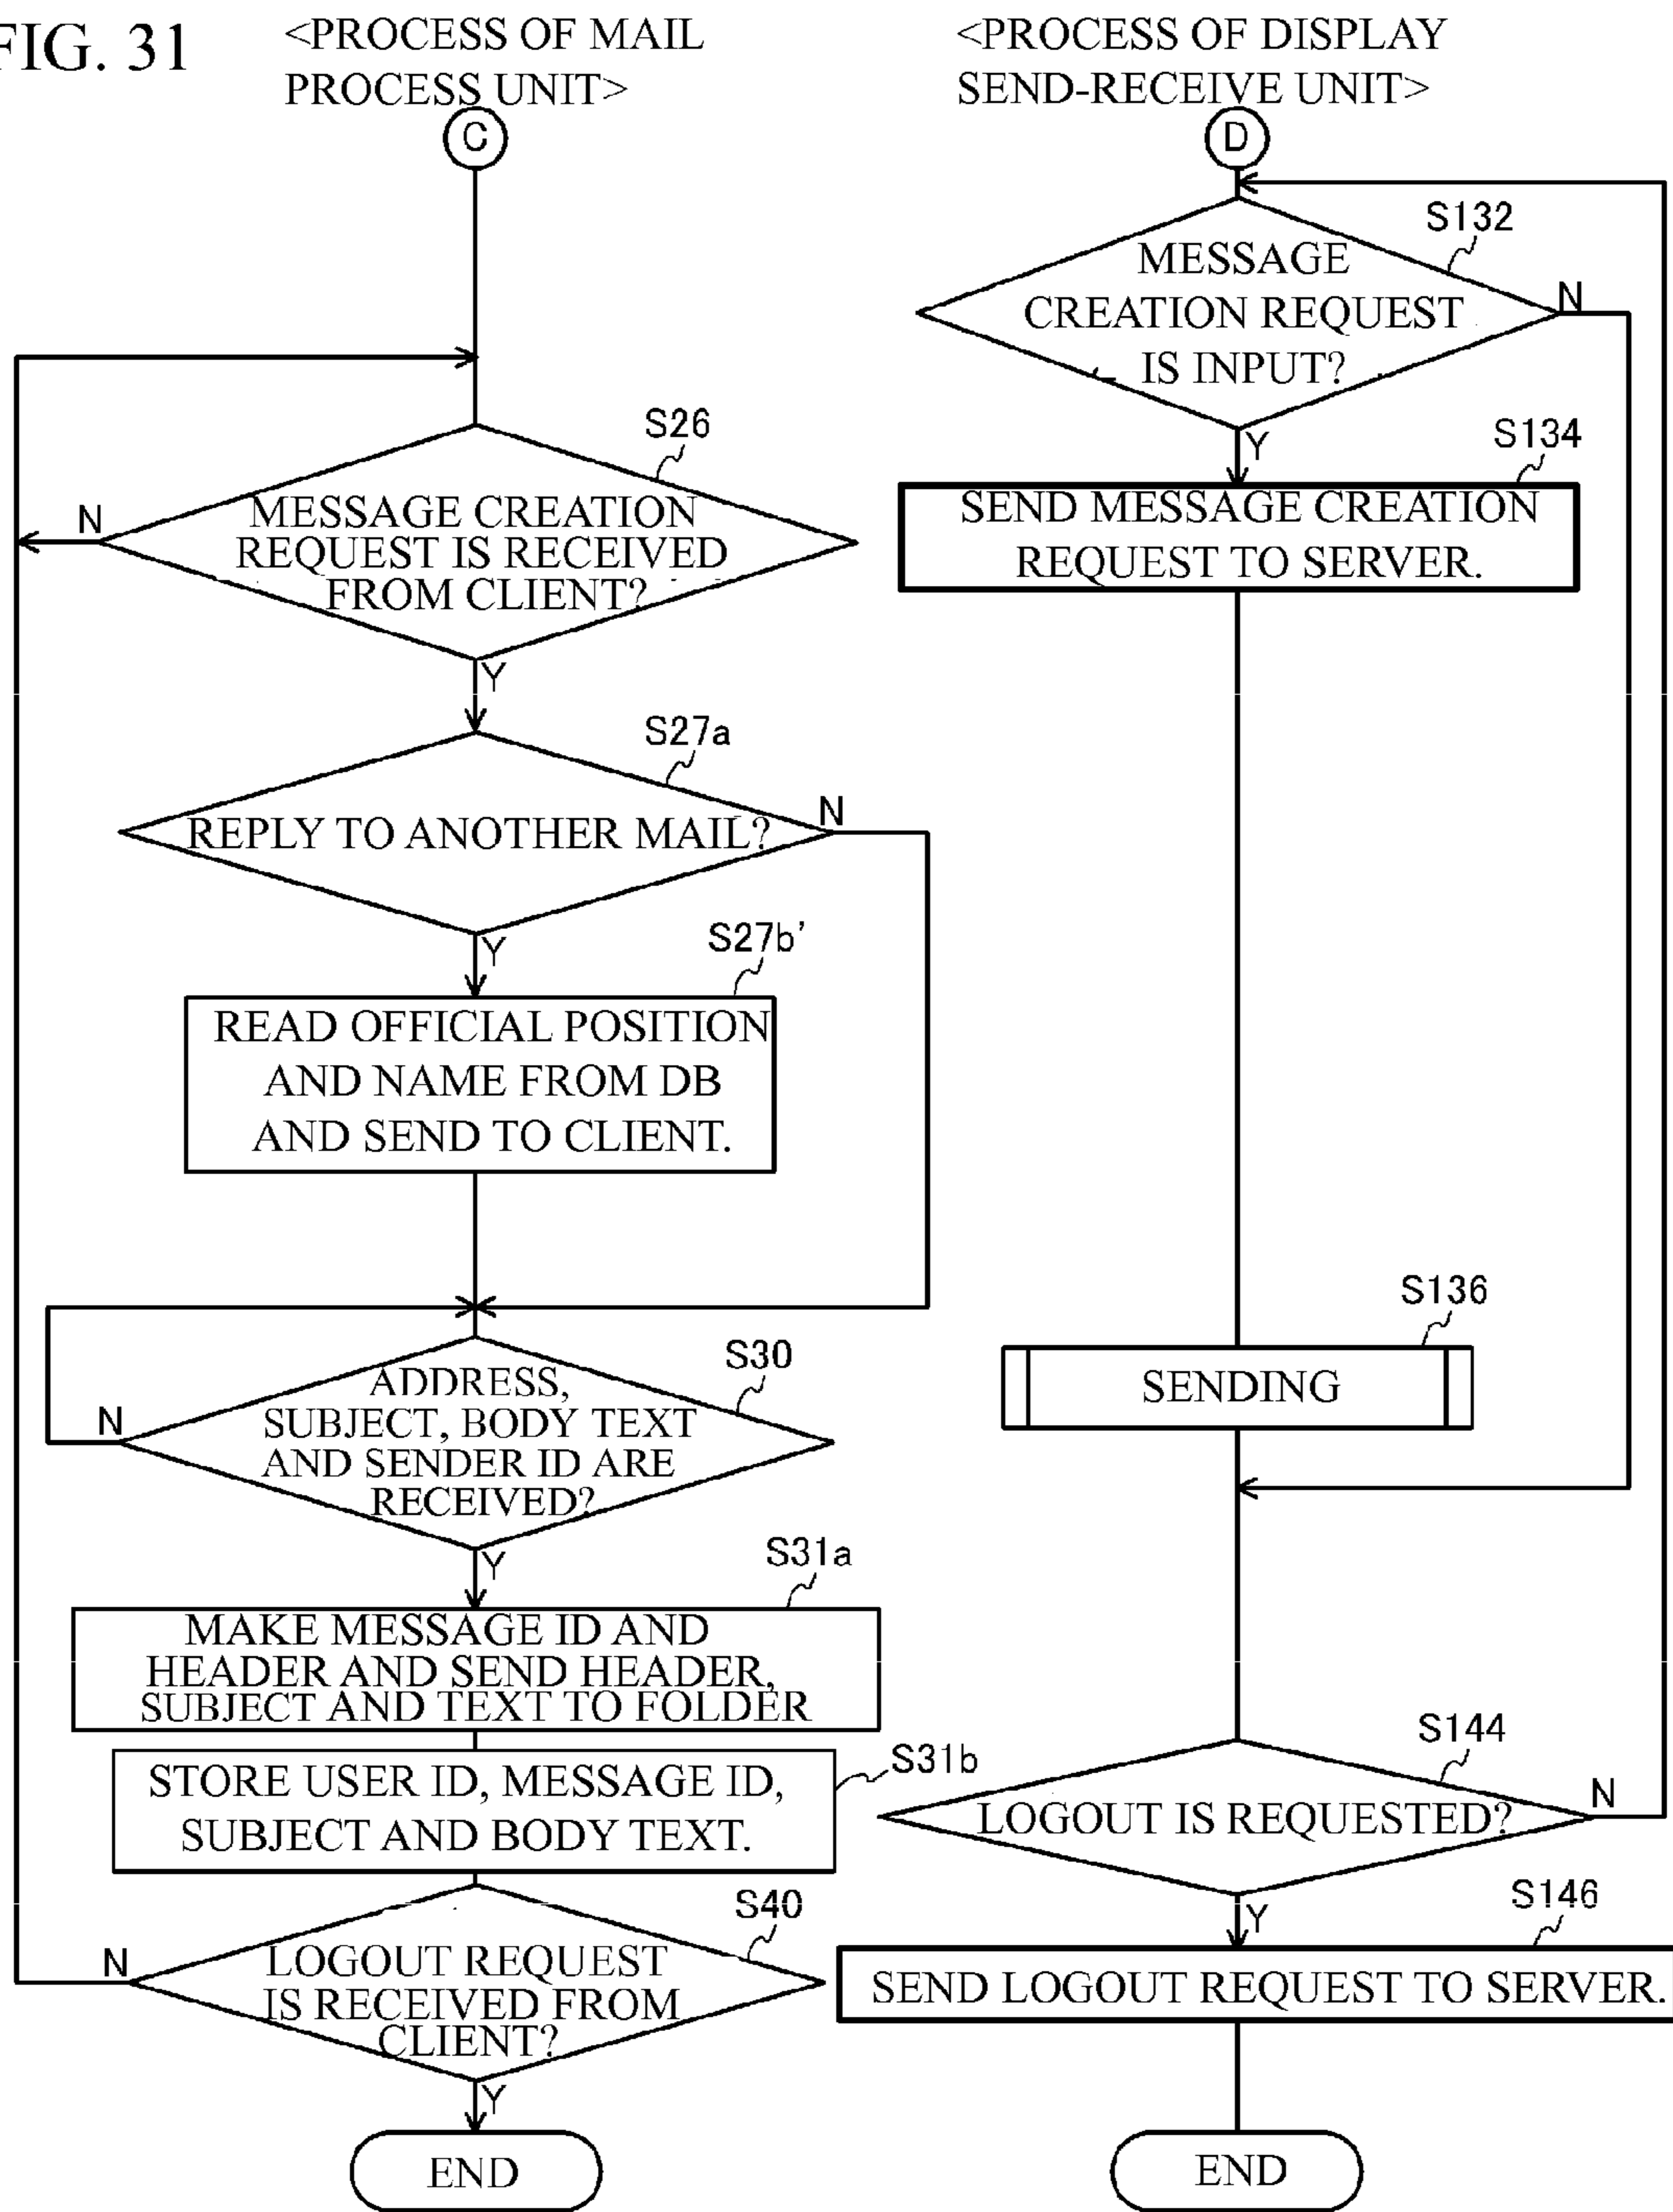 FIG. 31
<PROCESS OF MAIL
PROCESS UNIT>
C
S26
MESSAGE CREATION
REQUEST IS RECEIVED
FROM CLIENT?
N
Y
S27a
REPLY TO ANOTHER MAIL?
N
Y
S27b'
READ OFFICIAL POSITION
AND NAME FROM DB
AND SEND TO CLIENT.
S30
ADDRESS,
SUBJECT, BODY TEXT
AND SENDER ID ARE
RECEIVED?
N
Y
S31a
MAKE MESSAGE ID AND
HEADER AND SEND HEADER,
SUBJECT AND TEXT TO FOLDER
S31b
STORE USER ID, MESSAGE ID,
SUBJECT AND BODY TEXT.
S40
LOGOUT REQUEST
IS RECEIVED FROM
CLIENT?
N
Y
END
<PROCESS OF DISPLAY
SEND-RECEIVE UNIT>
D
S132
MESSAGE
CREATION REQUEST
IS INPUT?
N
Y
S134
SEND MESSAGE CREATION
REQUEST TO SERVER.
S136
SENDING
S144
LOGOUT IS REQUESTED?
N
Y
S146
SEND LOGOUT REQUEST TO SERVER.
END